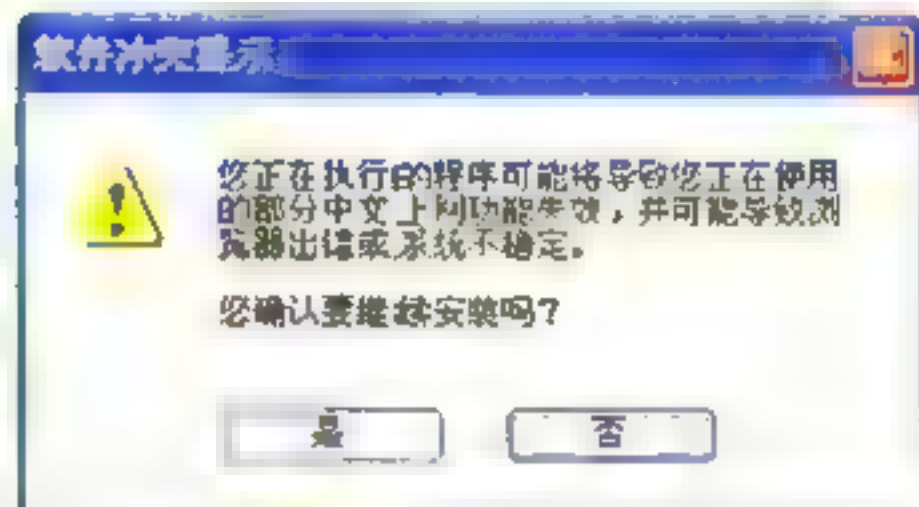 软件冲突显示
您正在执行的程序可能将导致您正在使用
的部分中文上网功能失效，并可能导致浏
览器出错或系统不稳定。
您确认要继续安装吗？
是
否